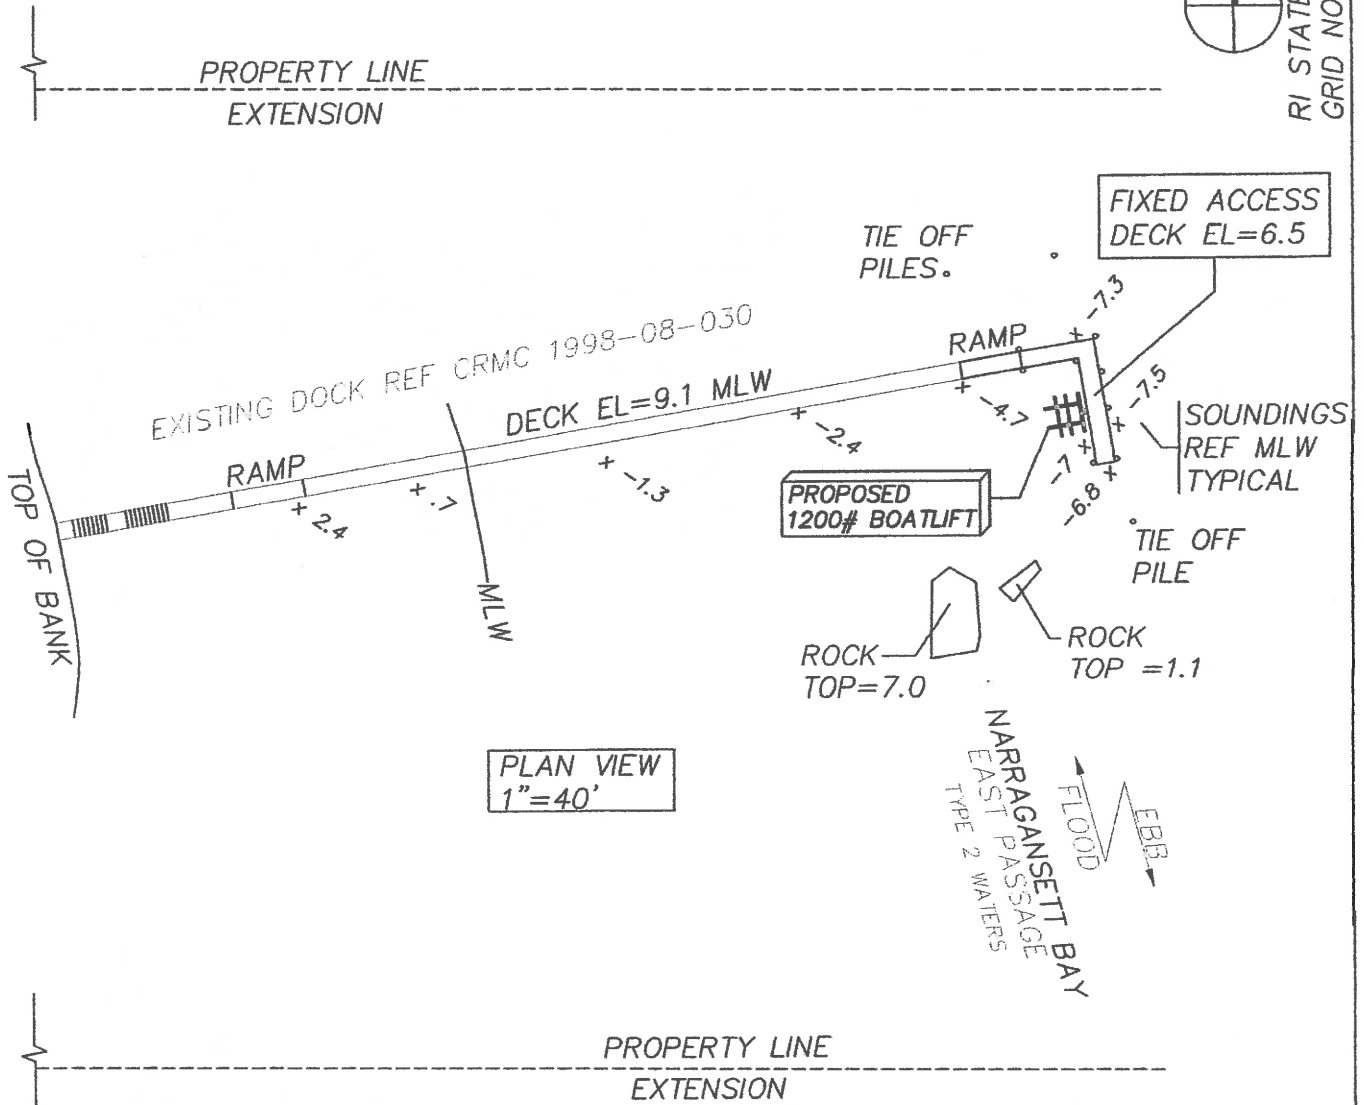 RI STATE
GRID NO
PROPERTY LINE
EXTENSION
FIXED ACCESS
DECK EL=6.5
TIE OFF
PILES
-7.3
EXISTING DOCK REF CRMC 1998-08-030
RAMP
DECK EL=9.1 MLW
-7.5
-4.7
SOUNDINGS
REF MLW
TYPICAL
-2.4
RAMP
-1.3
-7
-6.8
PROPOSED
1200# BOATLIFT
.7
2.4
TOP OF BANK
MLW
TIE OFF
PILE
ROCK
TOP=7.0
ROCK
TOP =1.1
PLAN VIEW
1"=40'
NARRAGANSETT BAY
EAST PASSAGE
TYPE 2 WATERS
FLOOD
EBB
PROPERTY LINE
EXTENSION